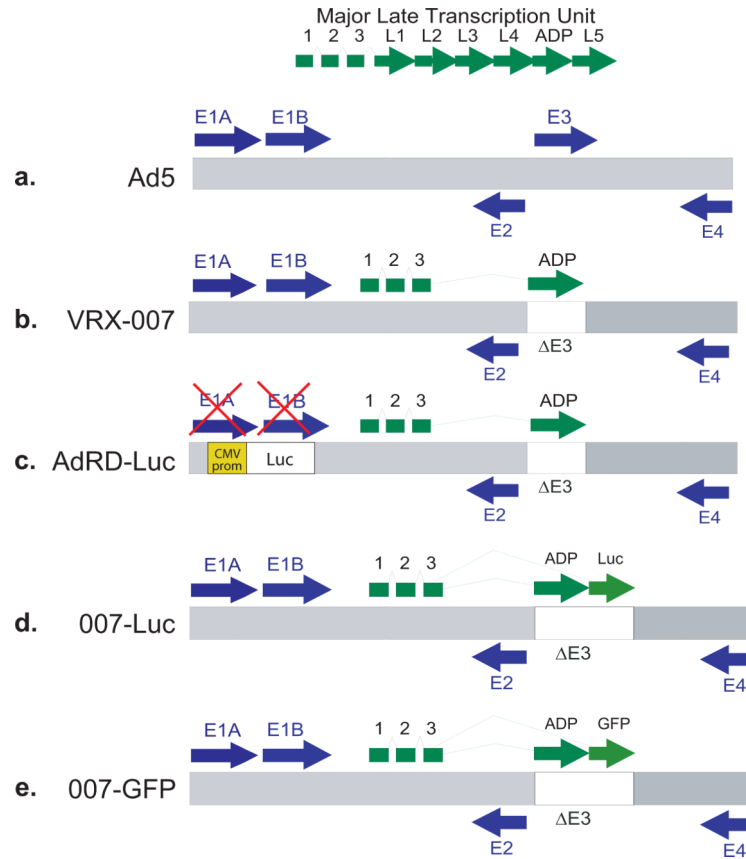 Major Late Transcription Unit
1 2 3 L1 L2 L3 L4 ADP L5
E1A E1B E3
a. Ad5
E2 E4
E1A E1B 1 2 3 ADP
b. VRX-007
E2 ΔE3 E4
E1A E1B 1 2 3 ADP
c. AdRD-Luc CMV prom Luc
E2 ΔE3 E4
E1A E1B 1 2 3 ADP Luc
d. 007-Luc
E2 ΔE3 E4
E1A E1B 1 2 3 ADP GFP
e. 007-GFP
E2 ΔE3 E4